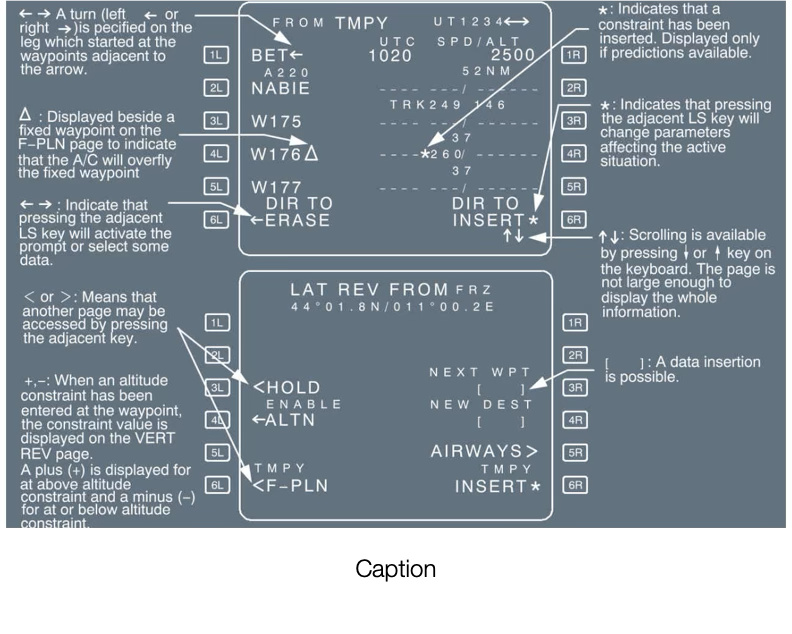 ← → A turn (left ← or
right →)is pecified on the
leg which started at the
waypoints adjacent to
the arrow.
Δ : Displayed beside a
fixed waypoint on the
F-PLN page to indicate
that the A/C will overfly
the fixed waypoint
← → : Indicate that
pressing the adjacent
LS key will activate the
prompt or select some
data.
FROM TMPY UT1234←→
UTC SPD/ALT
1L BET← 1020 2500 1R
A220 52NM
2L NABIE ---- ---/----- 2R
TRK249 146
3L W175 ---- ---/----- 3R
37
4L W176Δ ----*260/ 4R
37
5L W177 ---- ---/----- 5R
DIR TO DIR TO
6L ←ERASE INSERT* 6R
↑↓
*: Indicates that a
constraint has been
inserted. Displayed only
if predictions available.
*: Indicates that pressing
the adjacent LS key will
change parameters
affecting the active
situation.
↑↓: Scrolling is available
by pressing ↓ or ↑ key on
the keyboard. The page is
not large enough to
display the whole
information.
< or >: Means that
another page may be
accessed by pressing
the adjacent key.
+,–: When an altitude
constraint has been
entered at the waypoint,
the constraint value is
displayed on the VERT
REV page.
A plus (+) is displayed for
at above altitude
constraint and a minus (–)
for at or below altitude
constraint.
LAT REV FROM FRZ
44°01.8N/011°00.2E
1L 1R
2L 2R
NEXT WPT
3L <HOLD [ ] 3R
ENABLE NEW DEST
4L ←ALTN [ ] 4R
5L AIRWAYS> 5R
TMPY TMPY
6L <F-PLN INSERT* 6R
[ ]: A data insertion
is possible.
Caption